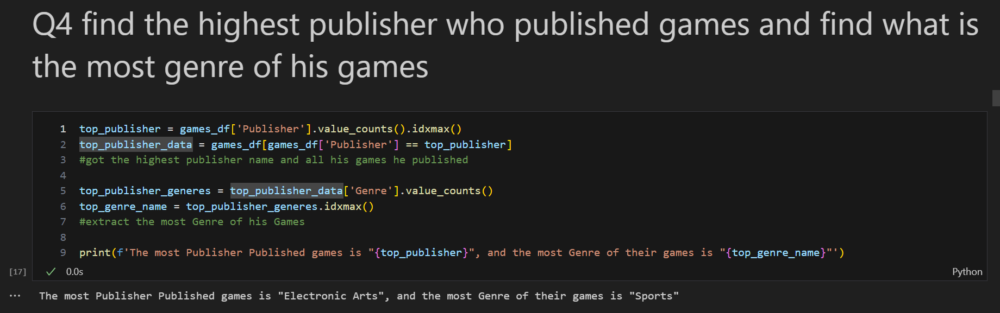 Q4 find the highest publisher who published games and find what is
the most genre of his games
1 top_publisher = games_df['Publisher'].value_counts().idxmax()
2 top_publisher_data = games_df[games_df['Publisher'] == top_publisher]
3 #got the highest publisher name and all his games he published
4
5 top_publisher_generes = top_publisher_data['Genre'].value_counts()
6 top_genre_name = top_publisher_generes.idxmax()
7 #extract the most Genre of his Games
8
9 print(f'The most Publisher Published games is "{top_publisher}", and the most Genre of their games is "{top_genre_name}"')
[17] ✓ 0.0s Python
··· The most Publisher Published games is "Electronic Arts", and the most Genre of their games is "Sports"